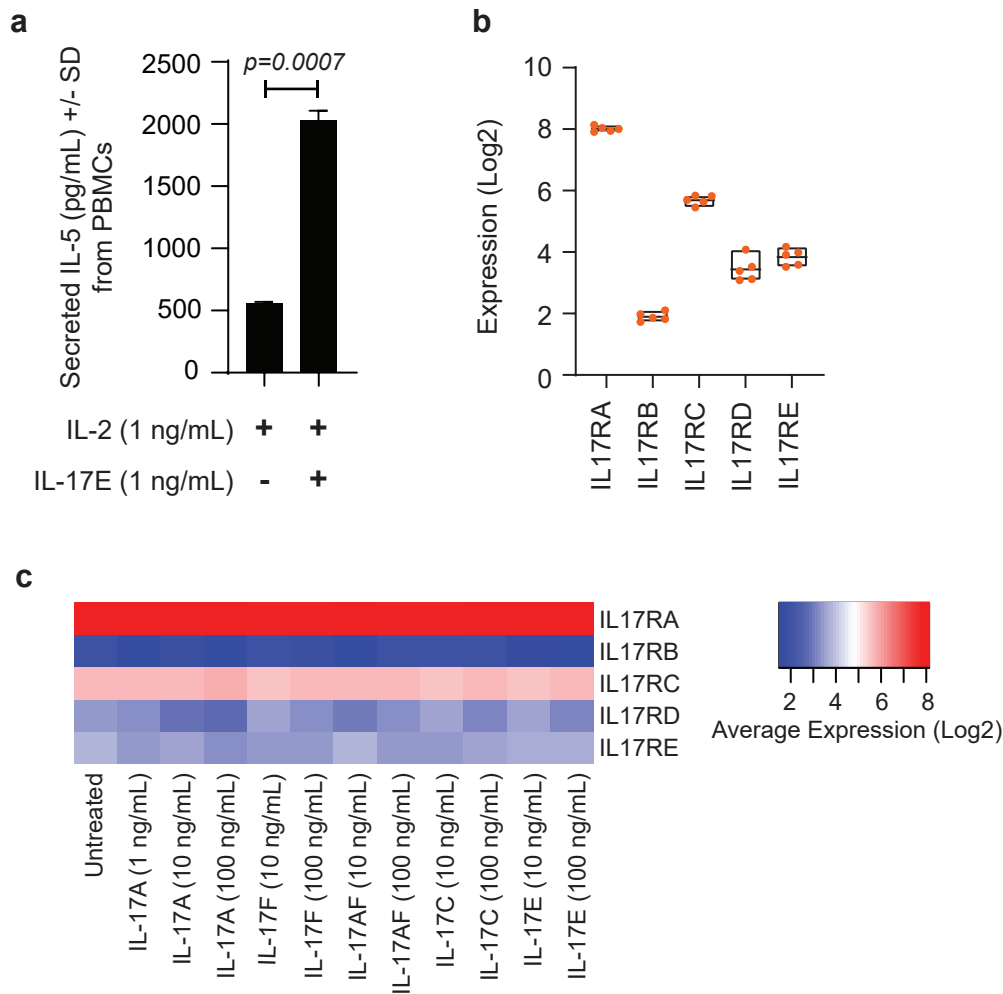 a
Secreted IL-5 (pg/mL) +/- SD
from PBMCs
2500
2000
1500
1000
500
0
p=0.0007
IL-2 (1 ng/mL) + +
IL-17E (1 ng/mL) - +
b
Expression (Log2)
10
8
6
4
2
0
IL17RA
IL17RB
IL17RC
IL17RD
IL17RE
c
IL17RA
IL17RB
IL17RC
IL17RD
IL17RE
Untreated
IL-17A (1 ng/mL)
IL-17A (10 ng/mL)
IL-17A (100 ng/mL)
IL-17F (10 ng/mL)
IL-17F (100 ng/mL)
IL-17AF (10 ng/mL)
IL-17AF (100 ng/mL)
IL-17C (10 ng/mL)
IL-17C (100 ng/mL)
IL-17E (10 ng/mL)
IL-17E (100 ng/mL)
2 4 6 8
Average Expression (Log2)